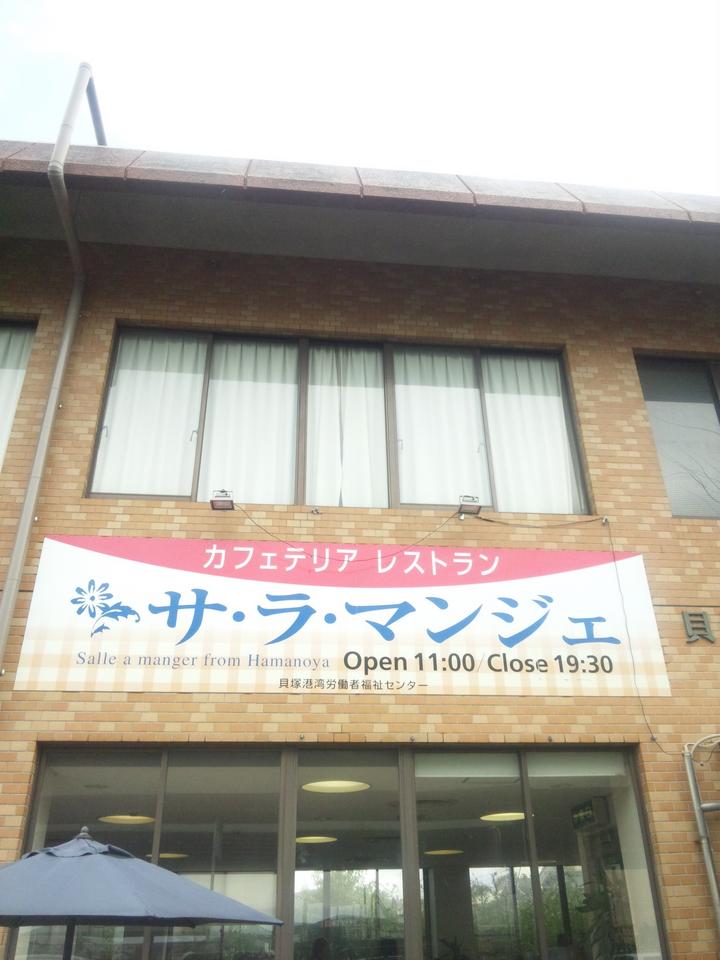 カフェテリア レストラン
サ・ラ・マンジェ
Salle a manger from Hamanoya Open 11:00/Close 19:30
貝塚港湾労働者福祉センター
貝